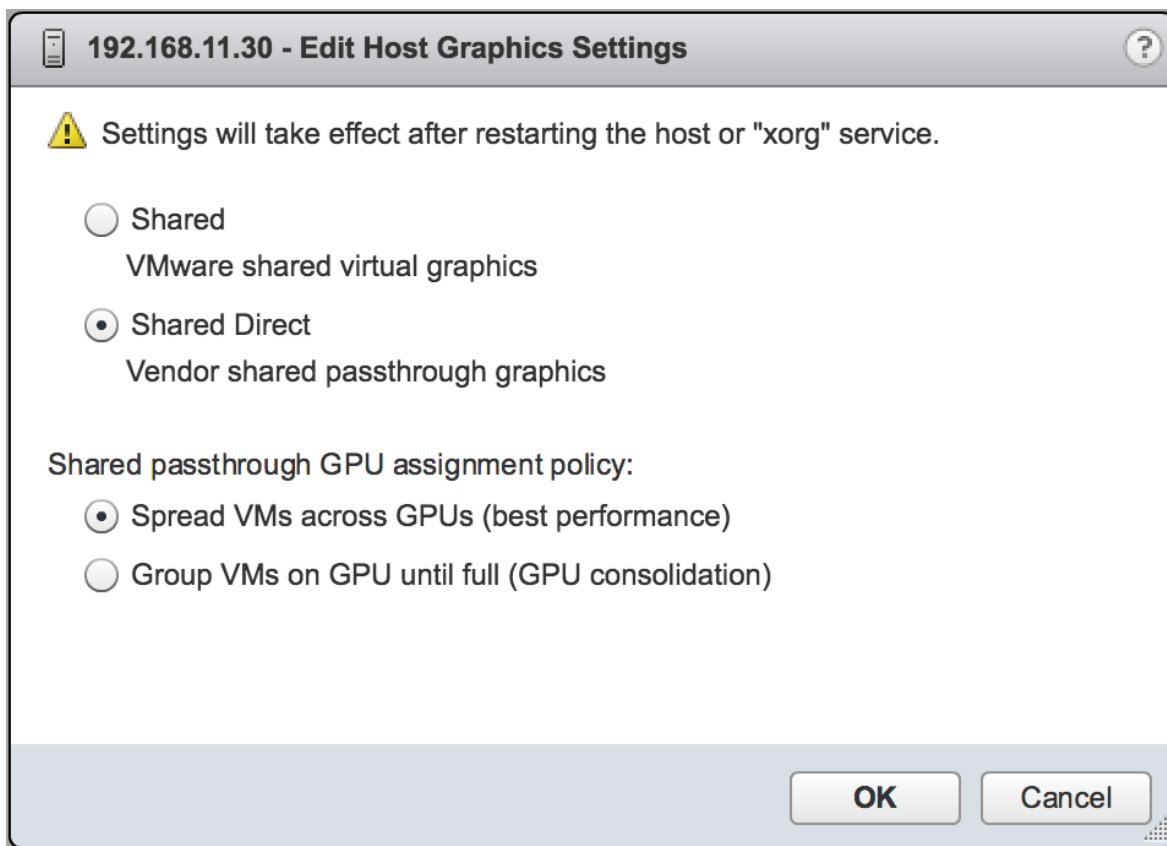 192.168.11.30 - Edit Host Graphics Settings
?
Settings will take effect after restarting the host or "xorg" service.
Shared
VMware shared virtual graphics
Shared Direct
Vendor shared passthrough graphics
Shared passthrough GPU assignment policy:
Spread VMs across GPUs (best performance)
Group VMs on GPU until full (GPU consolidation)
OK
Cancel